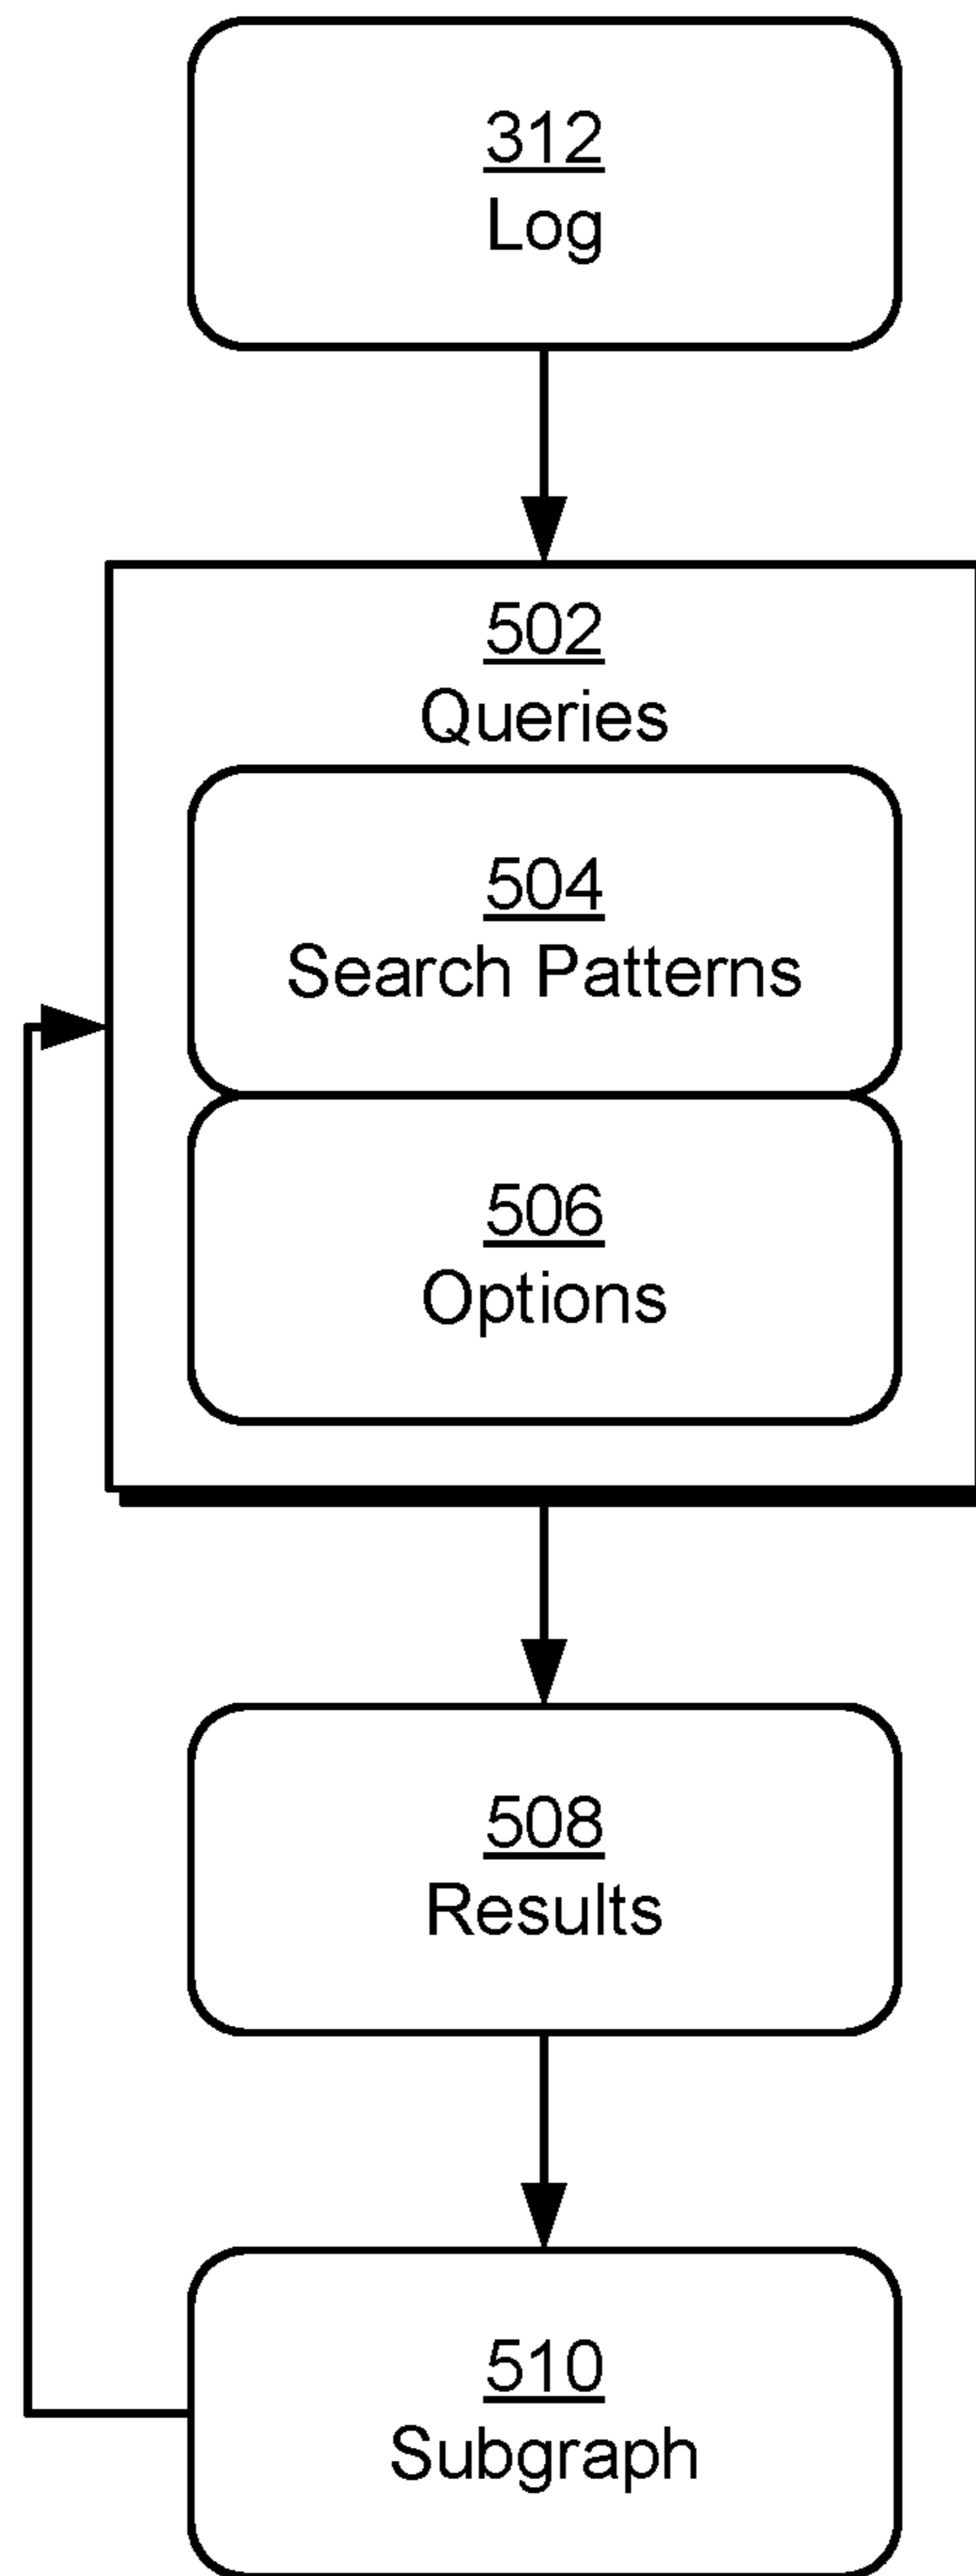 312
Log
502
Queries
504
Search Patterns
506
Options
508
Results
510
Subgraph